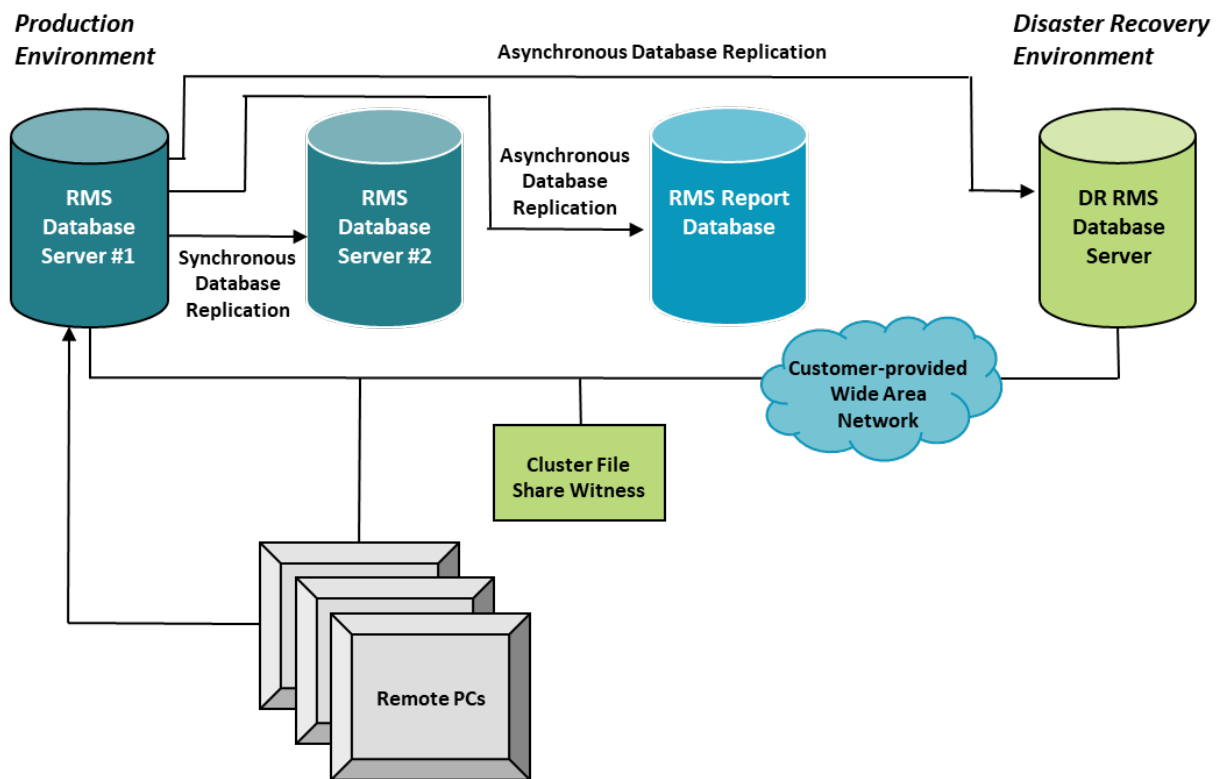 Production
Environment
Asynchronous Database Replication
Disaster Recovery
Environment
RMS
Database
Server #1
Synchronous
Database
Replication
RMS
Database
Server #2
Asynchronous
Database
Replication
RMS Report
Database
DR RMS
Database
Server
Customer-provided
Wide Area
Network
Cluster File
Share Witness
Remote PCs